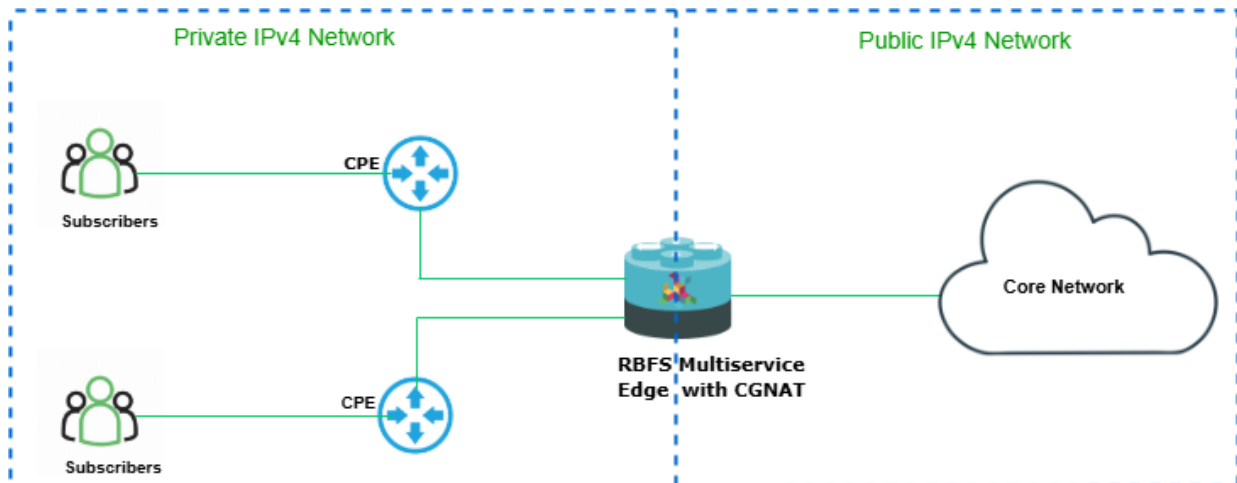 Private IPv4 Network
Public IPv4 Network
CPE
Subscribers
Core Network
RBFS Multiservice
Edge with CGNAT
CPE
Subscribers